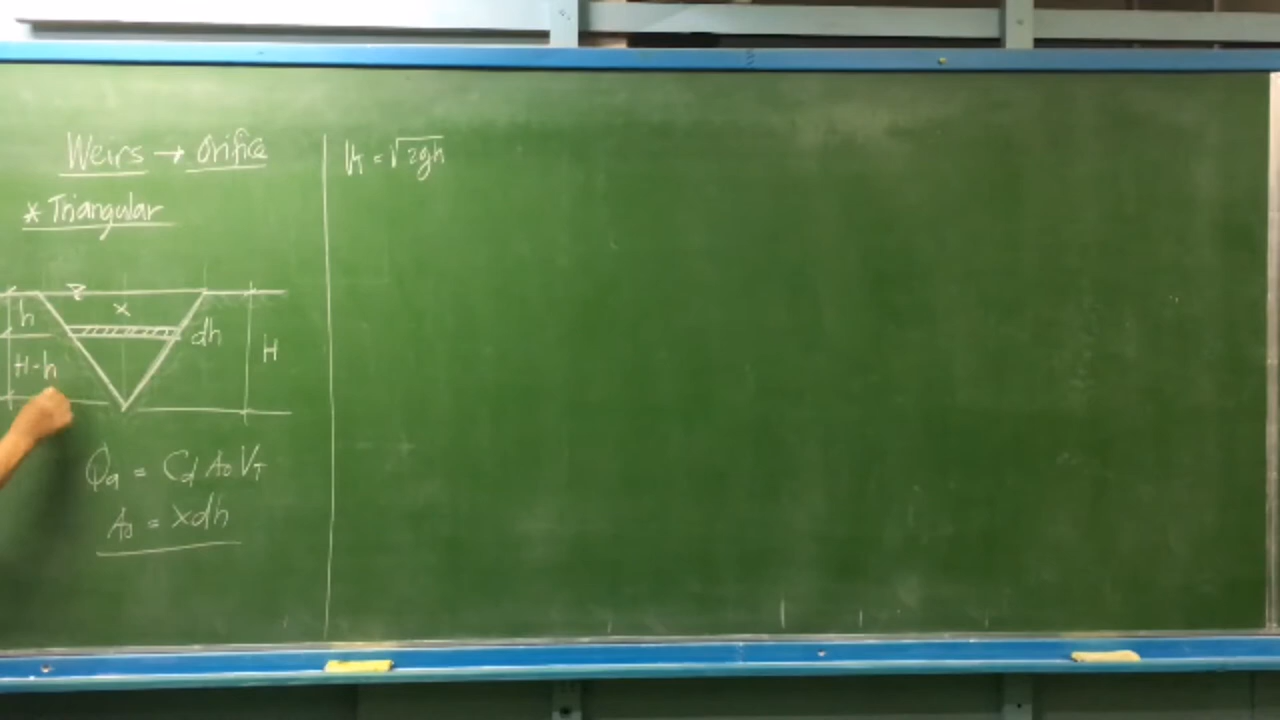 Weirs → Orifice
* Triangular
h
x
dh
H-h
H
Qa = Cd Ao VT
Ao = xdh
VT = √2gh